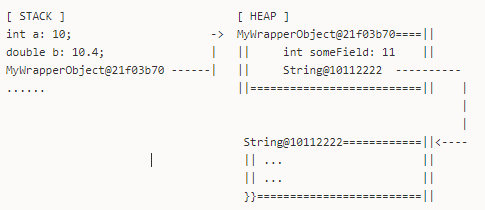 [ STACK ]                          [ HEAP ]
int a: 10;                      -> MyWrapperObject@21f03b70====||
double b: 10.4;                 |  ||     int someField: 11    ||
MyWrapperObject@21f03b70 ------|   ||     String@10112222  ----------
......                             ||==========================||    |
|
|
String@10112222============||<----
|| ...                     ||
|| ...                     ||
}}=========================||